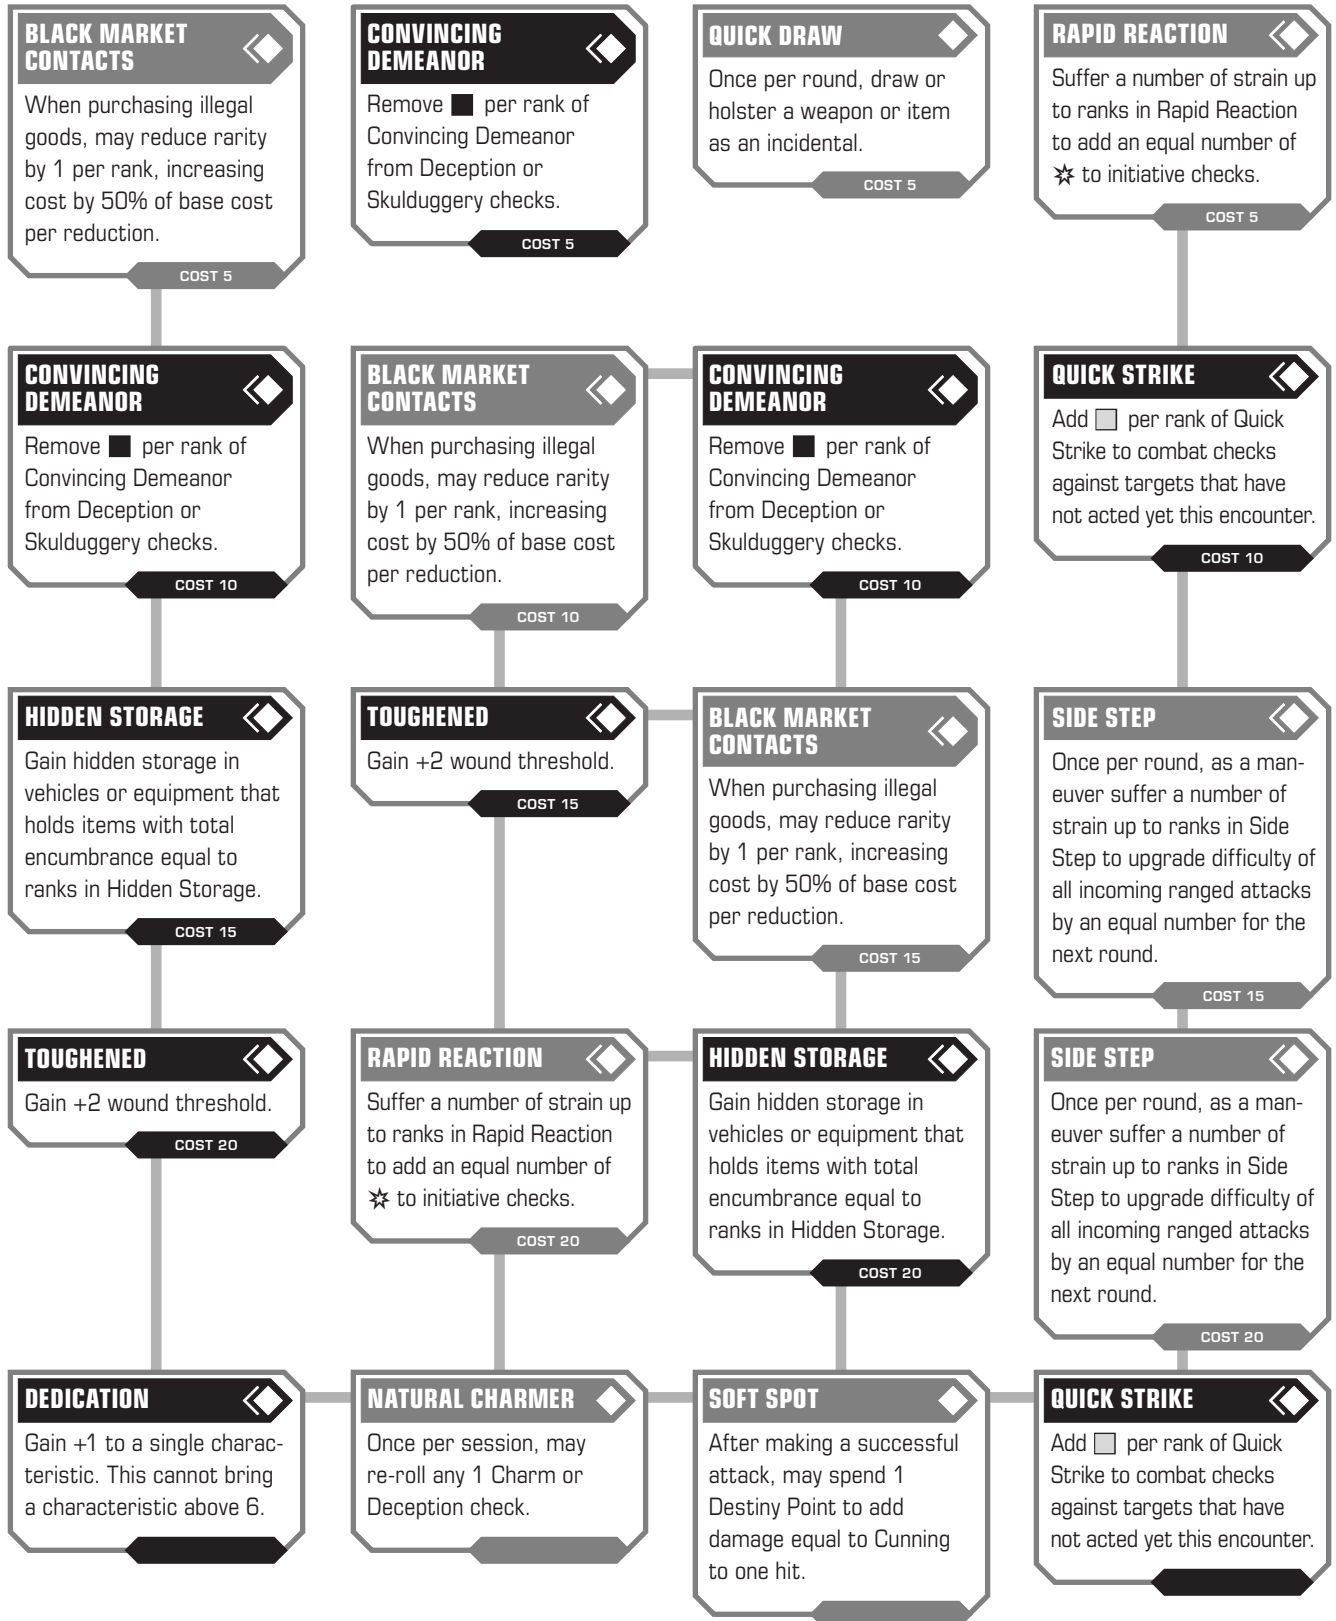 BLACK MARKET
CONTACTS
When purchasing illegal
goods, may reduce rarity
by 1 per rank, increasing
cost by 50% of base cost
per reduction.
COST 5
CONVINCING
DEMEANOR
Remove per rank of
Convincing Demeanor
from Deception or
Skulduggery checks.
COST 5
QUICK DRAW
Once per round, draw or
holster a weapon or item
as an incidental.
COST 5
RAPID REACTION
Suffer a number of strain up
to ranks in Rapid Reaction
to add an equal number of
to initiative checks.
COST 5
CONVINCING
DEMEANOR
Remove per rank of
Convincing Demeanor
from Deception or
Skulduggery checks.
COST 10
BLACK MARKET
CONTACTS
When purchasing illegal
goods, may reduce rarity
by 1 per rank, increasing
cost by 50% of base cost
per reduction.
COST 10
CONVINCING
DEMEANOR
Remove per rank of
Convincing Demeanor
from Deception or
Skulduggery checks.
COST 10
QUICK STRIKE
Add per rank of Quick
Strike to combat checks
against targets that have
not acted yet this encounter.
COST 10
HIDDEN STORAGE
Gain hidden storage in
vehicles or equipment that
holds items with total
encumbrance equal to
ranks in Hidden Storage.
COST 15
TOUGHENED
Gain +2 wound threshold.
COST 15
BLACK MARKET
CONTACTS
When purchasing illegal
goods, may reduce rarity
by 1 per rank, increasing
cost by 50% of base cost
per reduction.
COST 15
SIDE STEP
Once per round, as a man-
euver suffer a number of
strain up to ranks in Side
Step to upgrade difficulty of
all incoming ranged attacks
by an equal number for the
next round.
COST 15
TOUGHENED
Gain +2 wound threshold.
COST 20
RAPID REACTION
Suffer a number of strain up
to ranks in Rapid Reaction
to add an equal number of
to initiative checks.
COST 20
HIDDEN STORAGE
Gain hidden storage in
vehicles or equipment that
holds items with total
encumbrance equal to
ranks in Hidden Storage.
COST 20
SIDE STEP
Once per round, as a man-
euver suffer a number of
strain up to ranks in Side
Step to upgrade difficulty of
all incoming ranged attacks
by an equal number for the
next round.
COST 20
DEDICATION
Gain +1 to a single charac-
teristic. This cannot bring
a characteristic above 6.
NATURAL CHARMER
Once per session, may
re-roll any 1 Charm or
Deception check.
SOFT SPOT
After making a successful
attack, may spend 1
Destiny Point to add
damage equal to Cunning
to one hit.
QUICK STRIKE
Add per rank of Quick
Strike to combat checks
against targets that have
not acted yet this encounter.